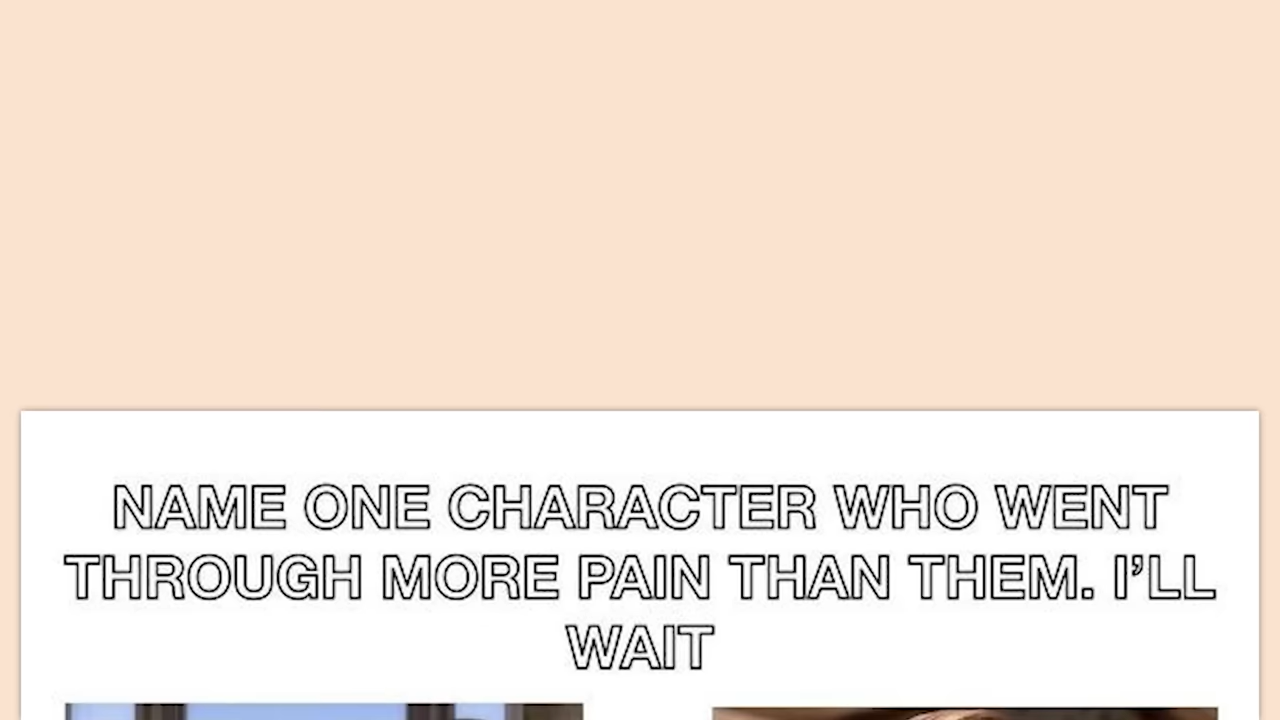 NAME ONE CHARACTER WHO WENT
THROUGH MORE PAIN THAN THEM. I’LL
WAIT